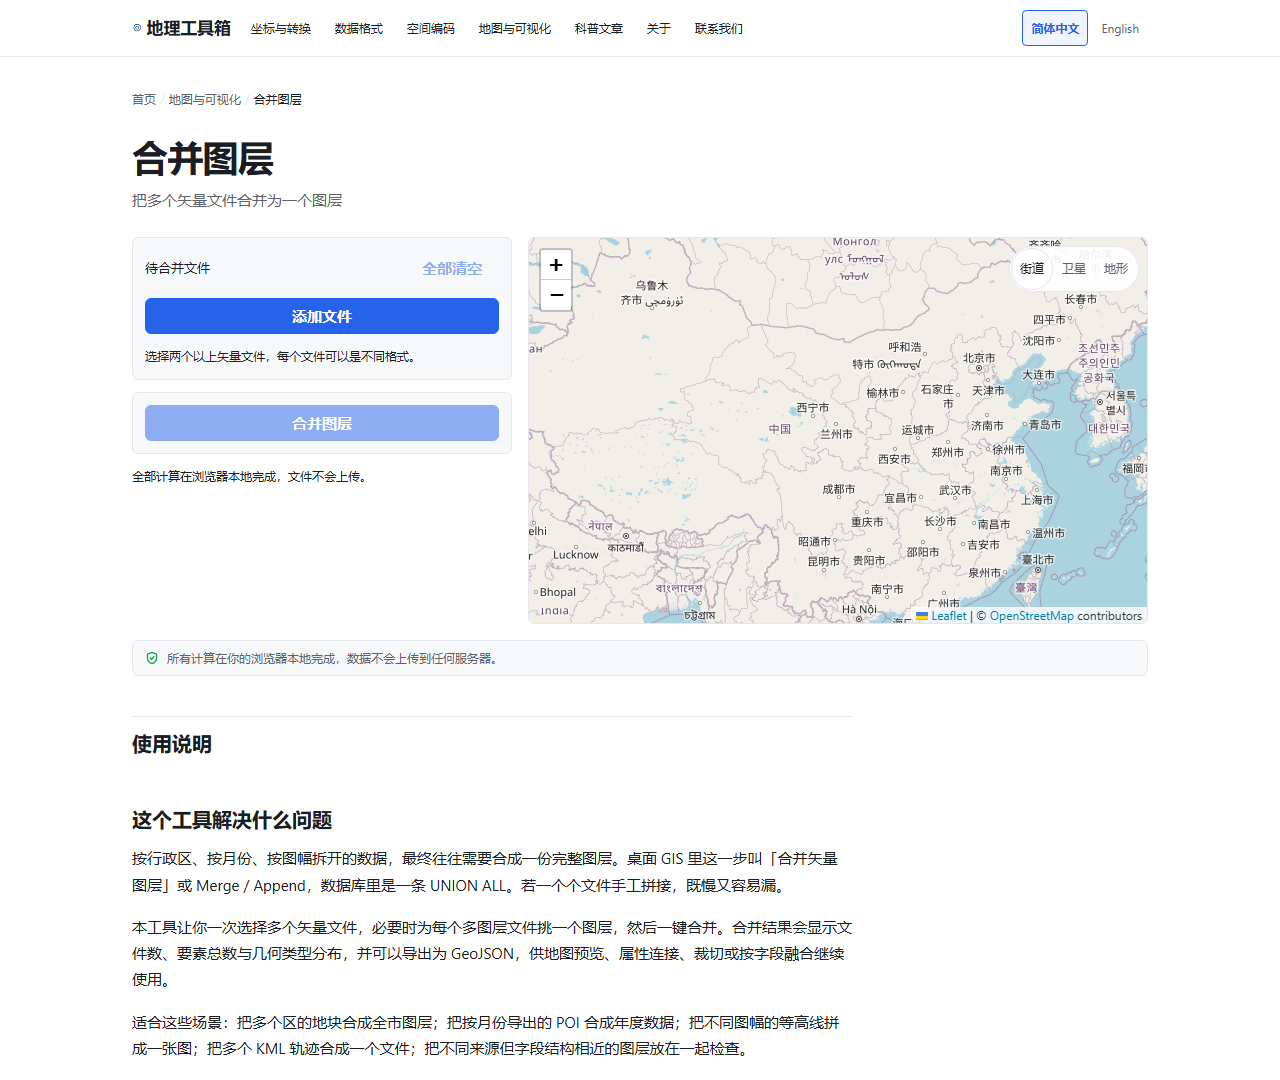 地理工具箱 坐标与转换 数据格式 空间编码 地图与可视化 科普文章 关于 联系我们 简体中文 English
首页 / 地图与可视化 / 合并图层
合并图层
把多个矢量文件合并为一个图层
待合并文件 全部清空
添加文件
选择两个以上矢量文件，每个文件可以是不同格式。
合并图层
全部计算在浏览器本地完成，文件不会上传。
+
−
街道 卫星 地形
Монгол
улс
乌鲁木
齐市
长春市
四平市
沈阳市
呼和浩
特市
北京市
조선민주
주의인민
공화국
大连市
榆林市
石家庄
市
天津市
서울특
별시
西宁市
中国
兰州市
运城市
济南市
青岛市
대한민국
西安市
郑州市
徐州市
南京市
成都市
宜昌市
武汉市
上海市
重庆市
长沙市
南昌市
温州市
नेपाल
काठमाडौं
Lucknow
昭通市
昆明市
贵阳市
邵阳市
吉安市
臺北市
泉州市
臺灣
Bhopal
বাংলাদেশ
চট্টগ্রাম
南宁市
广州市
Hà Nội
Leaflet | © OpenStreetMap contributors
所有计算在你的浏览器本地完成，数据不会上传到任何服务器。
使用说明
这个工具解决什么问题
按行政区、按月份、按图幅拆开的数据，最终往往需要合成一份完整图层。桌面 GIS 里这一步叫「合并矢量
图层」或 Merge / Append，数据库里是一条 UNION ALL。若一个个文件手工拼接，既慢又容易漏。
本工具让你一次选择多个矢量文件，必要时为每个多图层文件挑一个图层，然后一键合并。合并结果会显示文
件数、要素总数与几何类型分布，并可以导出为 GeoJSON，供地图预览、属性连接、裁切或按字段融合继续
使用。
适合这些场景：把多个区的地块合成全市图层；把按月份导出的 POI 合成年度数据；把不同图幅的等高线拼
成一张图；把多个 KML 轨迹合成一个文件；把不同来源但字段结构相近的图层放在一起检查。